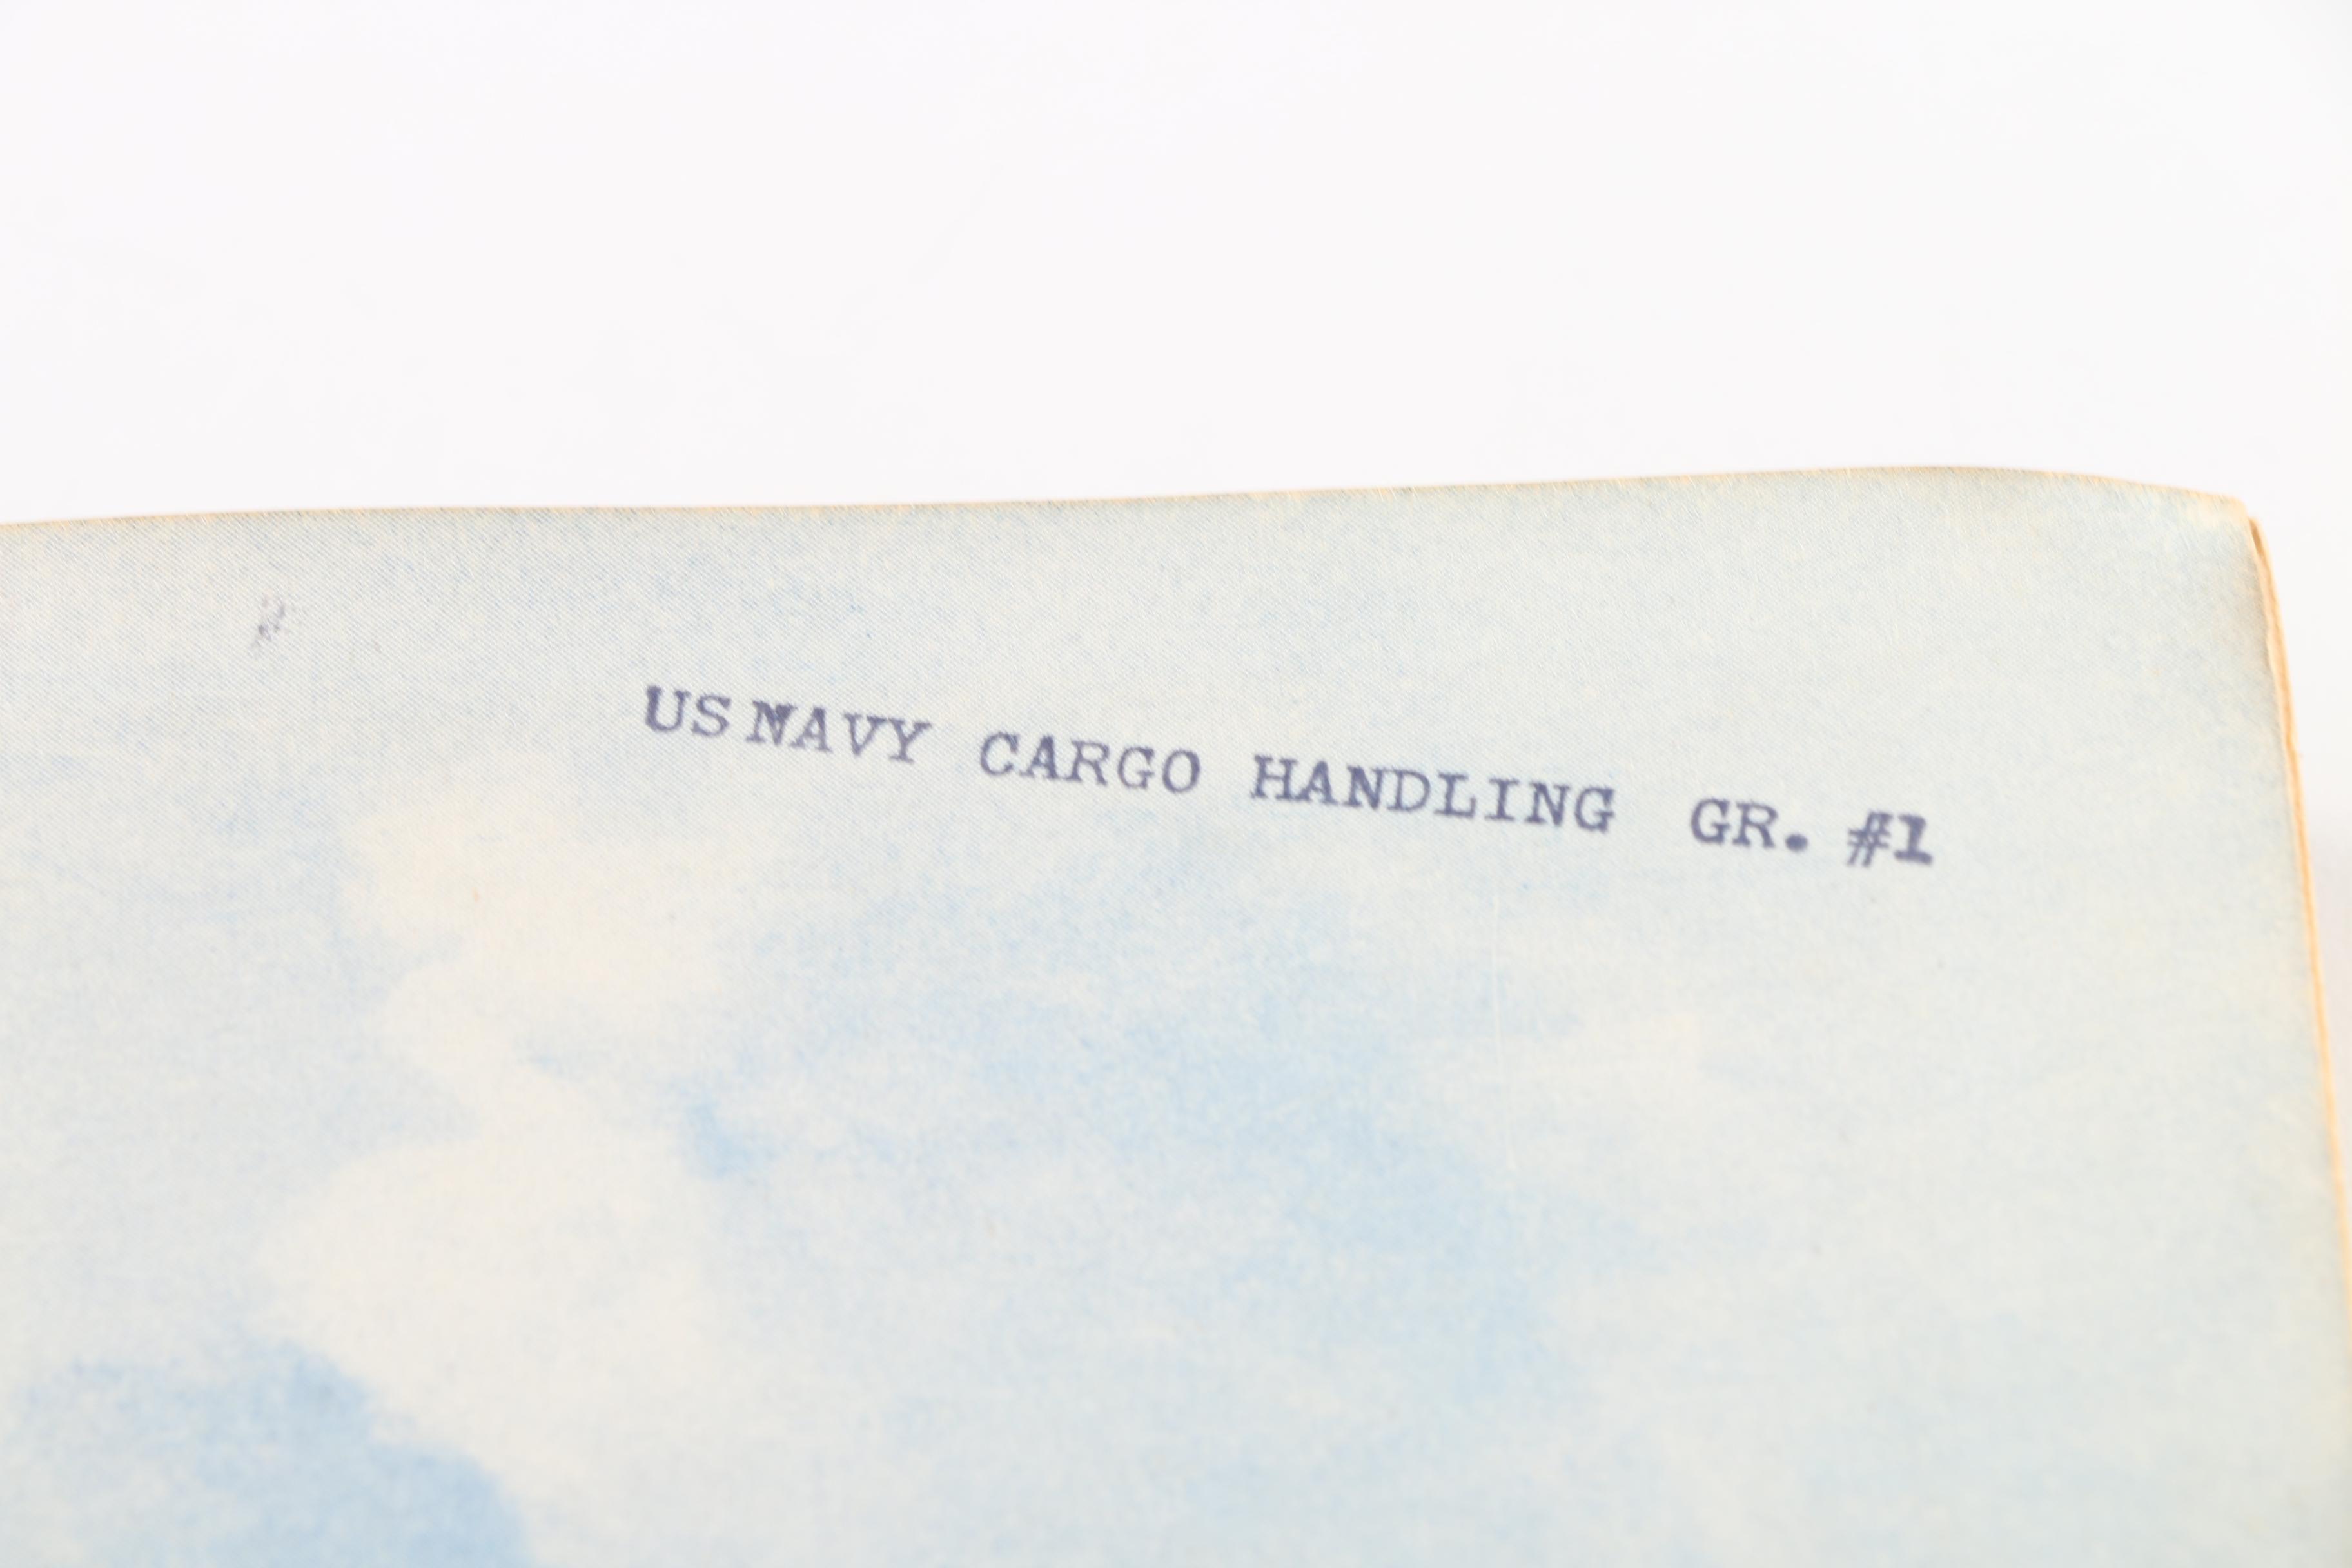 US NAVY CARGO HANDLING GR. #1